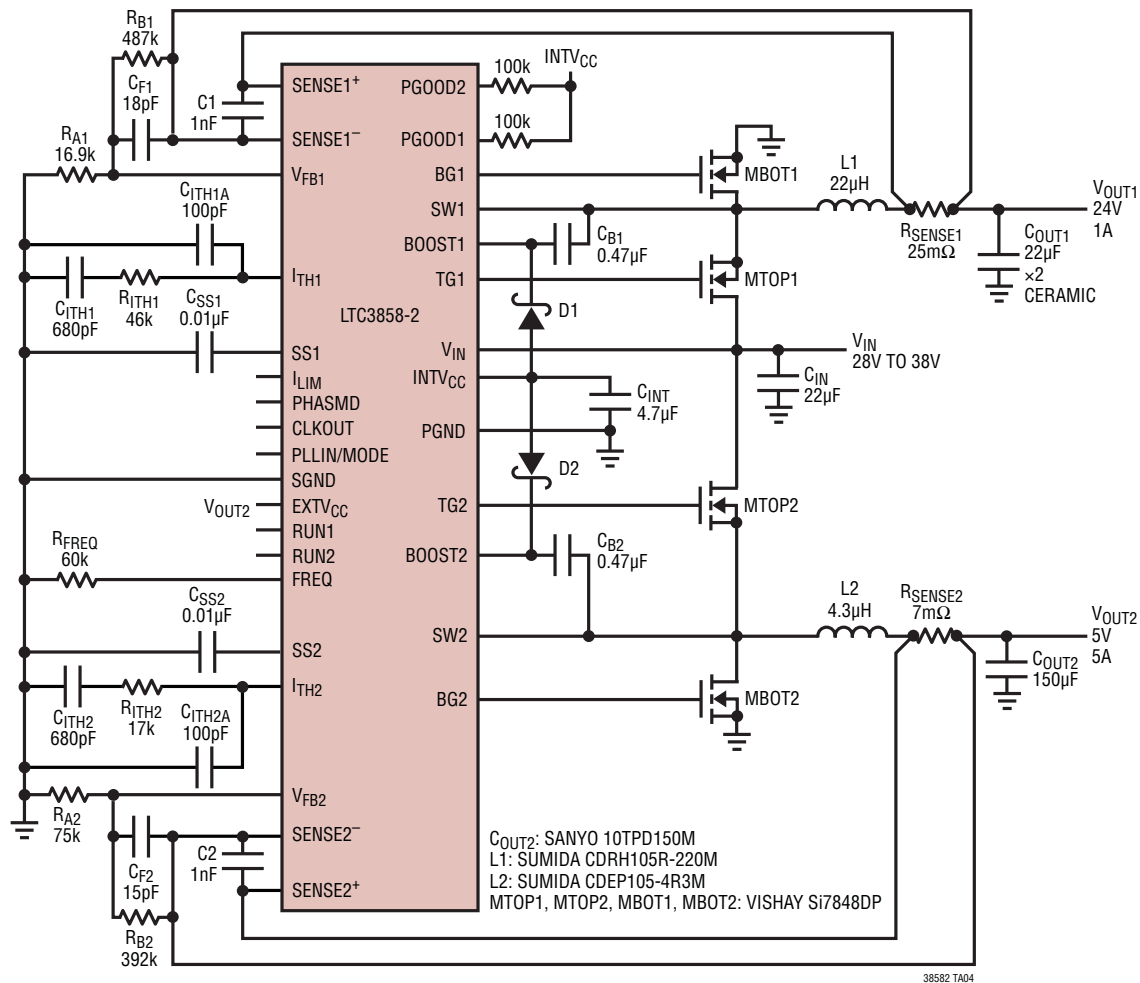 RB1
487k
CF1
18pF
RA1
16.9k
C1
1nF
CITH1A
100pF
CITH1
680pF
RITH1
46k
CSS1
0.01µF
VOUT2
RFREQ
60k
CSS2
0.01µF
CITH2
680pF
RITH2
17k
CITH2A
100pF
RA2
75k
CF2
15pF
C2
1nF
RB2
392k
SENSE1+
SENSE1–
VFB1
ITH1
LTC3858-2
SS1
ILIM
PHASMD
CLKOUT
PLLIN/MODE
SGND
EXTVCC
RUN1
RUN2
FREQ
SS2
ITH2
VFB2
SENSE2–
SENSE2+
PGOOD2
PGOOD1
BG1
SW1
BOOST1
TG1
VIN
INTVCC
PGND
TG2
BOOST2
SW2
BG2
100k
INTVCC
100k
MBOT1
L1
22µH
CB1
0.47µF
MTOP1
D1
RSENSE1
25mΩ
VOUT1
24V
1A
COUT1
22µF
×2
CERAMIC
VIN
28V TO 38V
CIN
22µF
CINT
4.7µF
D2
MTOP2
CB2
0.47µF
L2
4.3µH
RSENSE2
7mΩ
VOUT2
5V
5A
COUT2
150µF
MBOT2
COUT2: SANYO 10TPD150M
L1: SUMIDA CDRH105R-220M
L2: SUMIDA CDEP105-4R3M
MTOP1, MTOP2, MBOT1, MBOT2: VISHAY Si7848DP
38582 TA04